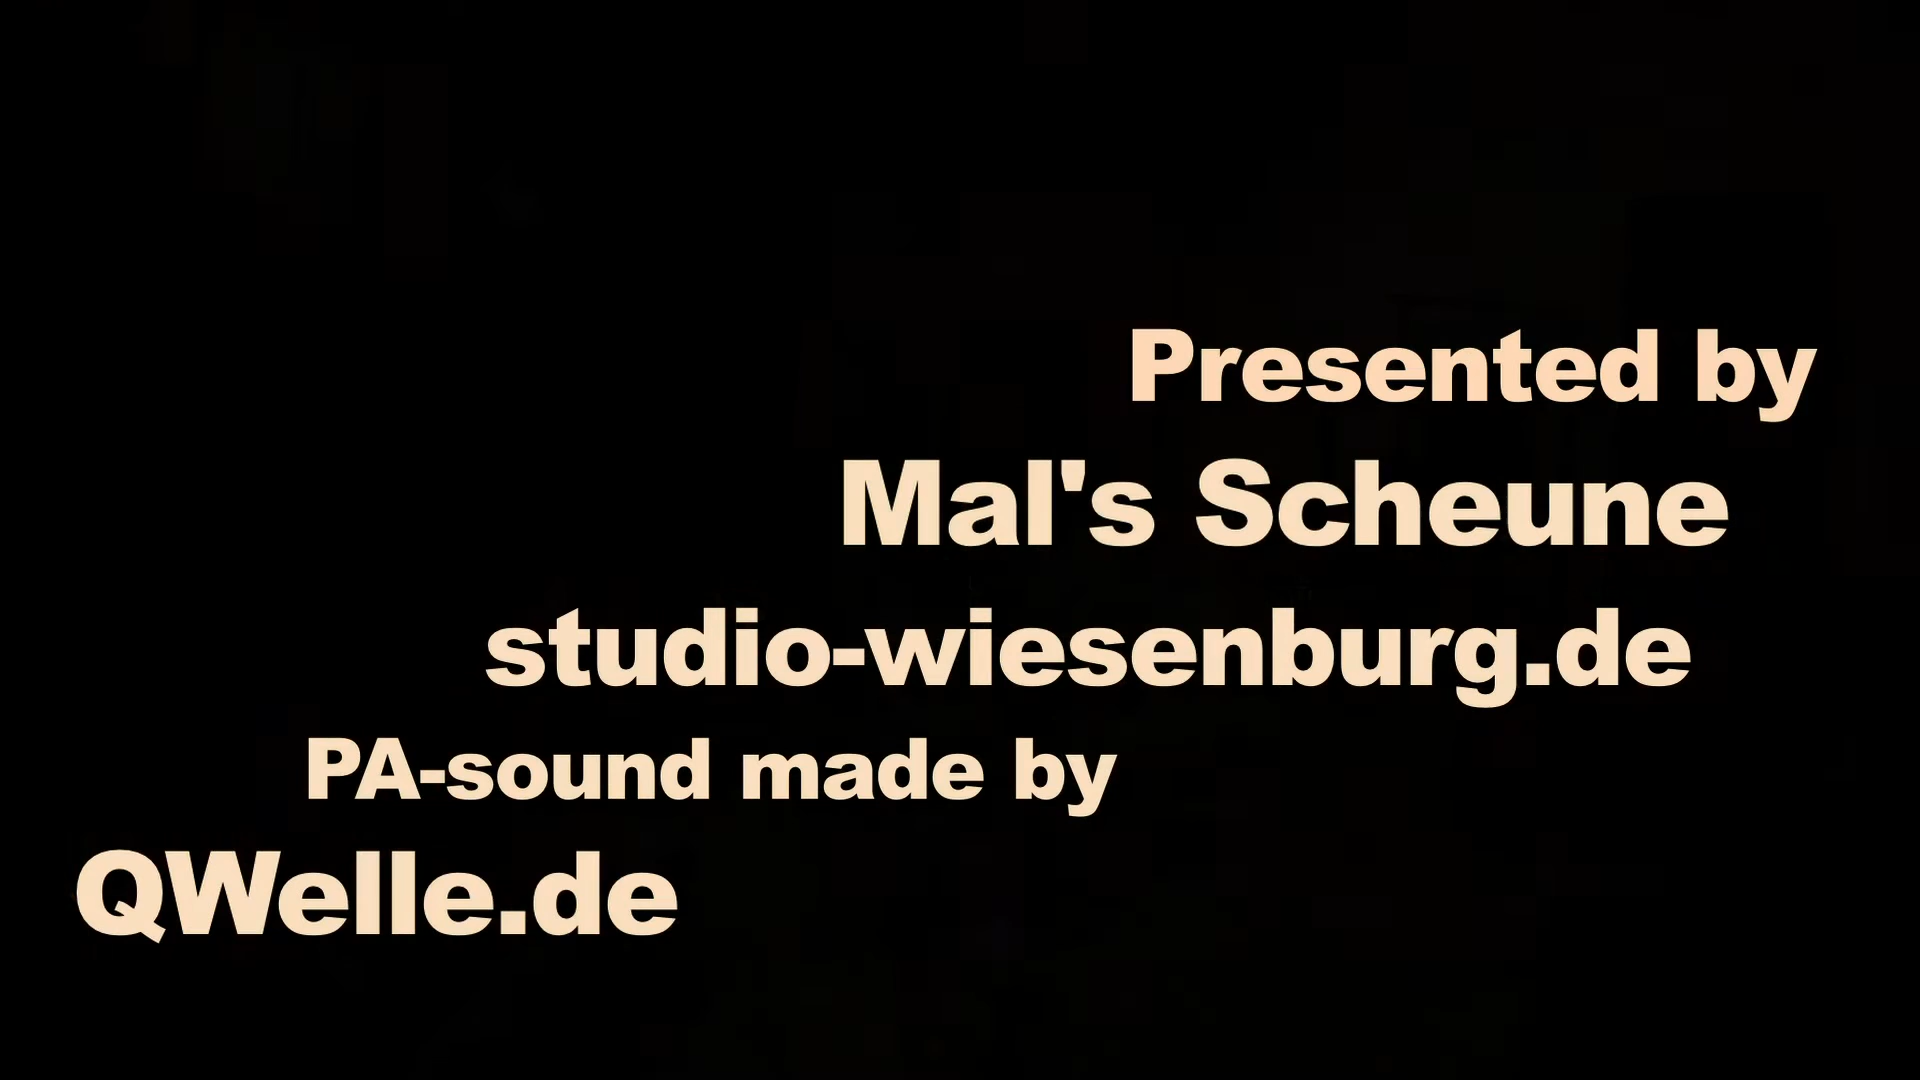 Presented by
Mal's Scheune
studio-wiesenburg.de
PA-sound made by
QWelle.de